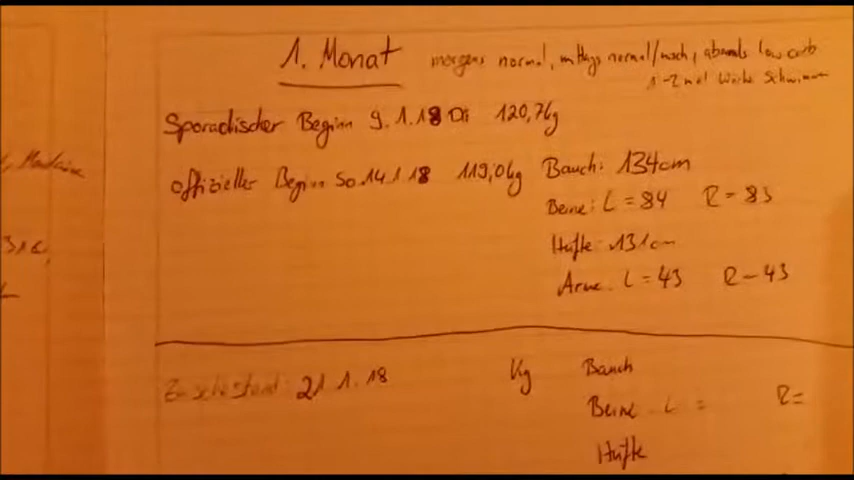 1. Monat
morgens normal, mittags normal/nach, abends low carb
1-2 mal Woche Schwimmen
Sporadischer Beginn 9.1.18 Di 120,7kg
offizieller Beginn So.14.1.18 119,0kg Bauch: 134cm
Beine: L = 84 R = 83
Hüfte: 131cm
Arme: L = 43 R = 43
Zwischenstand: 21.1.18 Kg Bauch
Beine L = R=
Hüfte